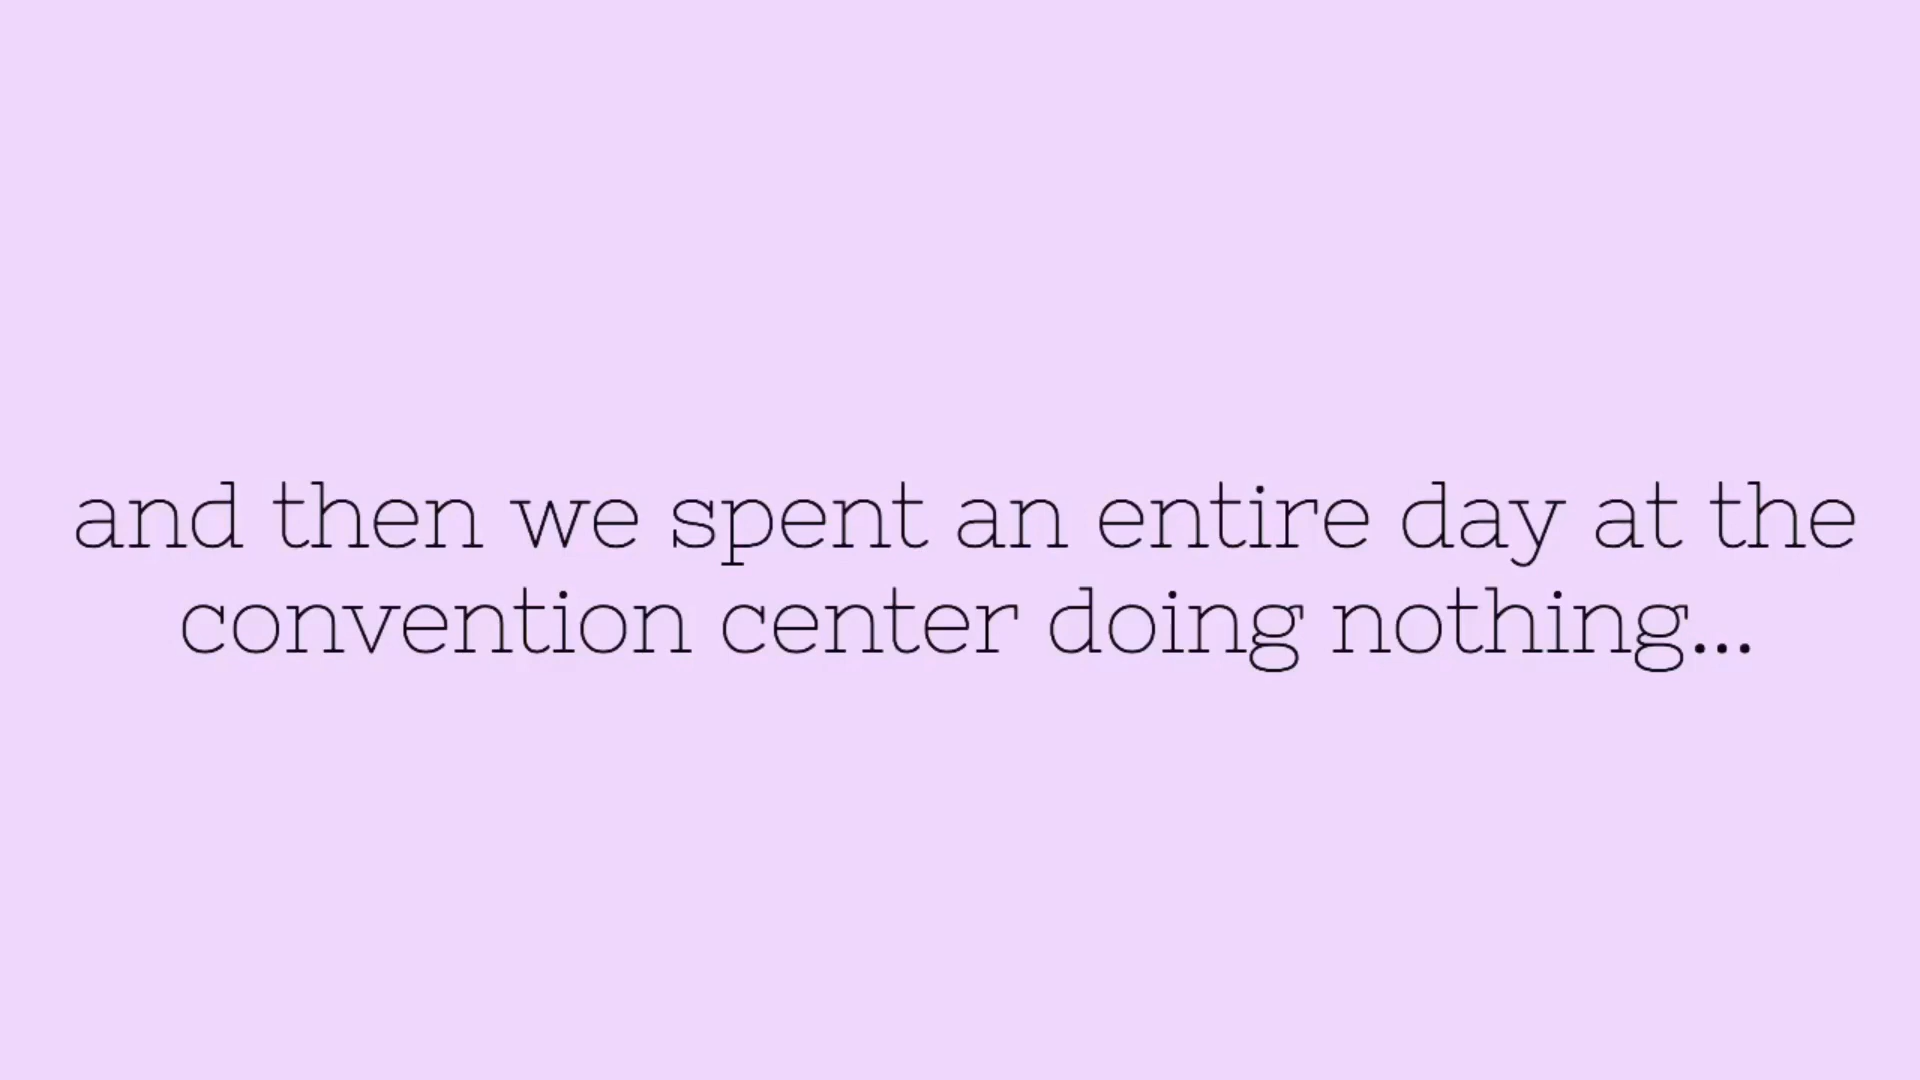 and then we spent an entire day at the
convention center doing nothing...